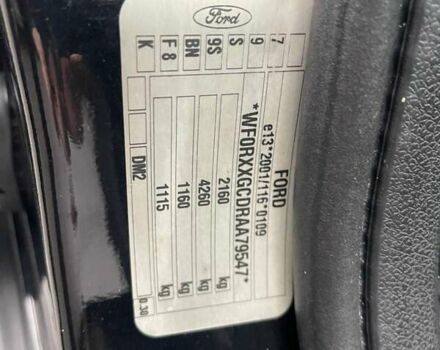 Ford
FORD
e13*2001/116*0109
*WF0RXXGCDRAA79547*
2160 kg
4260 kg
1160 kg
1115 kg
7
9
S
9S
BN
F 8
K
DM2
0.30